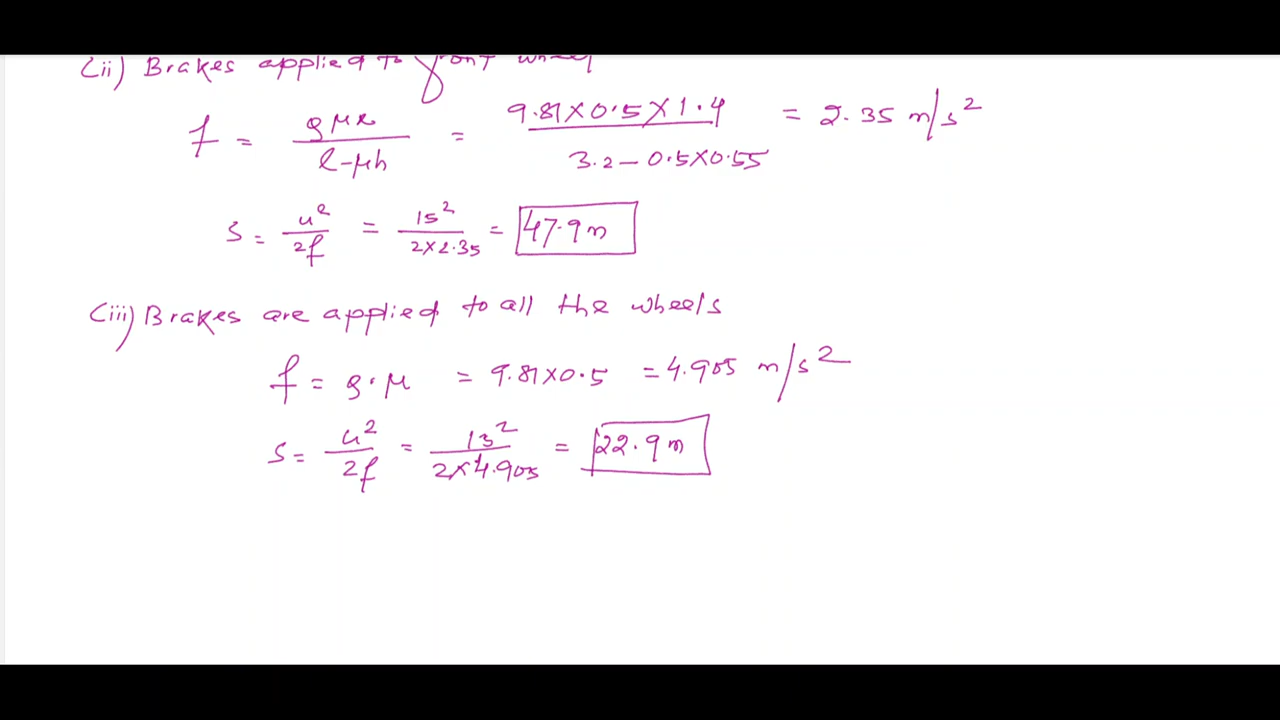 (ii) Brakes applied to front wheel
f = gμx / l-μh = 9.81×0.5×1.4 / 3.2-0.5×0.55 = 2.35 m/s²
s = u² / 2f = 15² / 2×2.35 = 47.9m
(iii) Brakes are applied to all the wheels
f = g.μ = 9.81×0.5 = 4.905 m/s²
s = u² / 2f = 15² / 2×4.905 = 22.9m